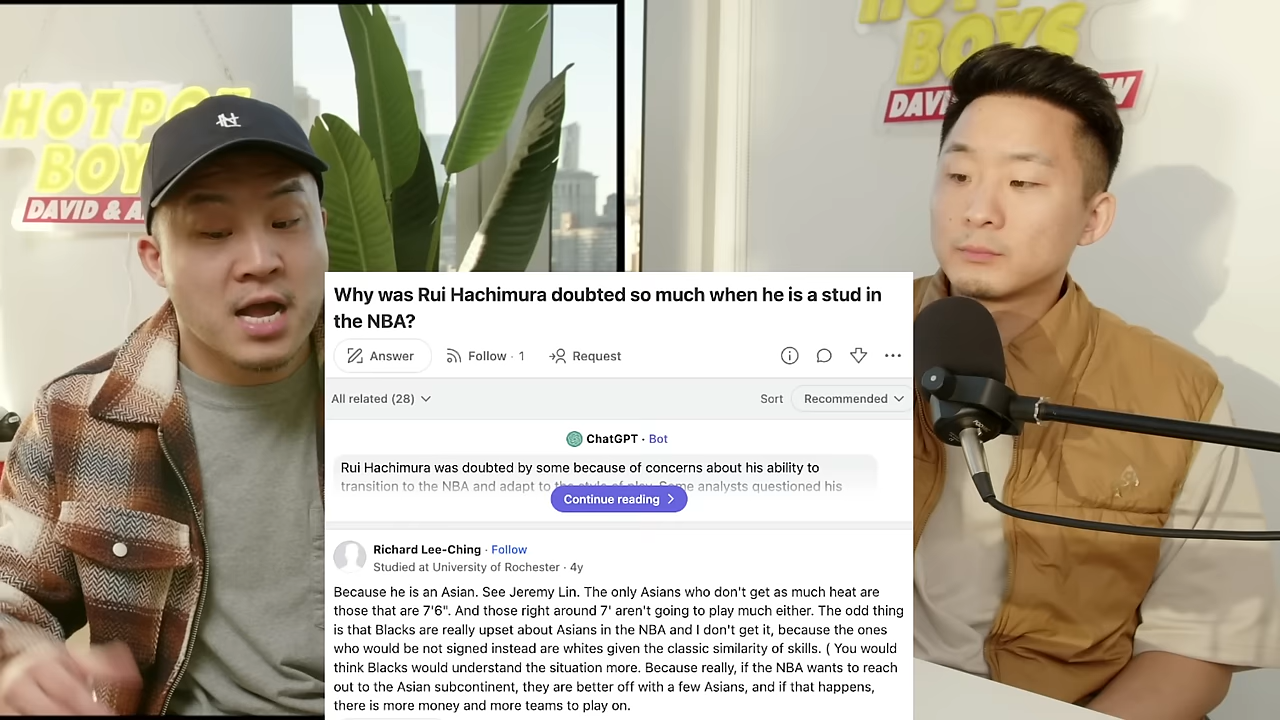 HOTPO
BOY
DAVID & A
HOT
BOYS
DAVI
W
Why was Rui Hachimura doubted so much when he is a stud in
the NBA?
Answer
Follow · 1
Request
All related (28)
Sort
Recommended
ChatGPT · Bot
Rui Hachimura was doubted by some because of concerns about his ability to
transition to the NBA and adapt to the style of play. Some analysts questioned his
Continue reading
Richard Lee-Ching · Follow
Studied at University of Rochester · 4y
Because he is an Asian. See Jeremy Lin. The only Asians who don't get as much heat are
those that are 7'6". And those right around 7' aren't going to play much either. The odd thing
is that Blacks are really upset about Asians in the NBA and I don't get it, because the ones
who would be not signed instead are whites given the classic similarity of skills. ( You would
think Blacks would understand the situation more. Because really, if the NBA wants to reach
out to the Asian subcontinent, they are better off with a few Asians, and if that happens,
there is more money and more teams to play on.